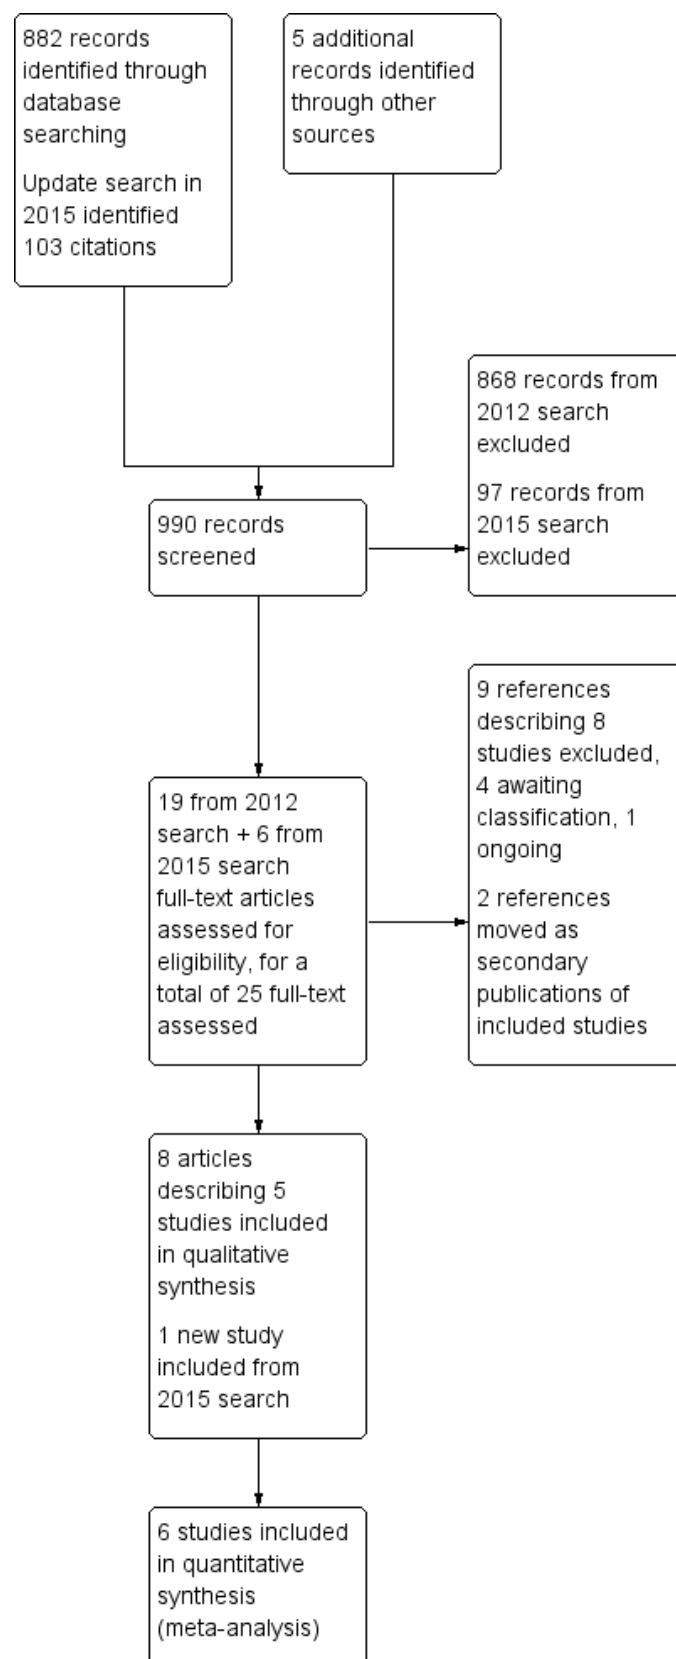 882 records
identified through
database
searching
Update search in
2015 identified
103 citations
5 additional
records identified
through other
sources
868 records from
2012 search
excluded
97 records from
2015 search
excluded
990 records
screened
9 references
describing 8
studies excluded,
4 awaiting
classification, 1
ongoing
2 references
moved as
secondary
publications of
included studies
19 from 2012
search + 6 from
2015 search
full-text articles
assessed for
eligibility, for a
total of 25 full-text
assessed
8 articles
describing 5
studies included
in qualitative
synthesis
1 new study
included from
2015 search
6 studies included
in quantitative
synthesis
(meta-analysis)